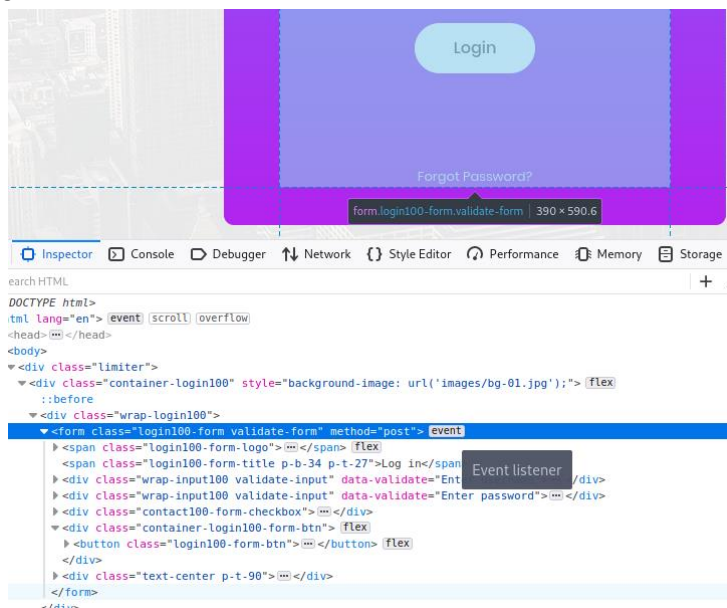 Login
Forgot Password?
form.login100-form.validate-form | 390 × 590.6
Inspector Console Debugger Network {} Style Editor Performance Memory Storage
earch HTML +
DOCTYPE html>
tml lang="en"> event scroll overflow
<head> ⋯ </head>
<body>
<div class="limiter">
<div class="container-login100" style="background-image: url('images/bg-01.jpg');"> flex
::before
<div class="wrap-login100">
<form class="login100-form validate-form" method="post"> event
<span class="login100-form-logo"> ⋯ </span> flex
<span class="login100-form-title p-b-34 p-t-27">Log in</span
Event listener
<div class="wrap-input100 validate-input" data-validate="Ent /div>
<div class="wrap-input100 validate-input" data-validate="Enter password"> ⋯ </div>
<div class="contact100-form-checkbox"> ⋯ </div>
<div class="container-login100-form-btn"> flex
<button class="login100-form-btn"> ⋯ </button> flex
</div>
<div class="text-center p-t-90"> ⋯ </div>
</form>
</div>